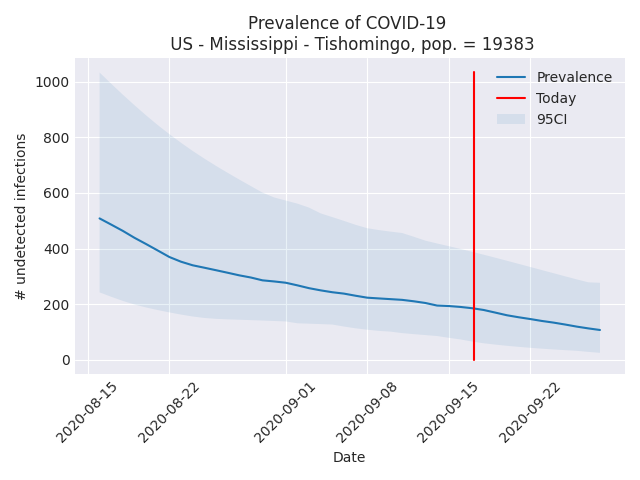 Prevalence of COVID-19
US - Mississippi - Tishomingo, pop. = 19383
Prevalence
Today
95CI
# undetected infections
1000
800
600
400
200
0
2020-08-15
2020-08-22
2020-09-01
2020-09-08
2020-09-15
2020-09-22
Date